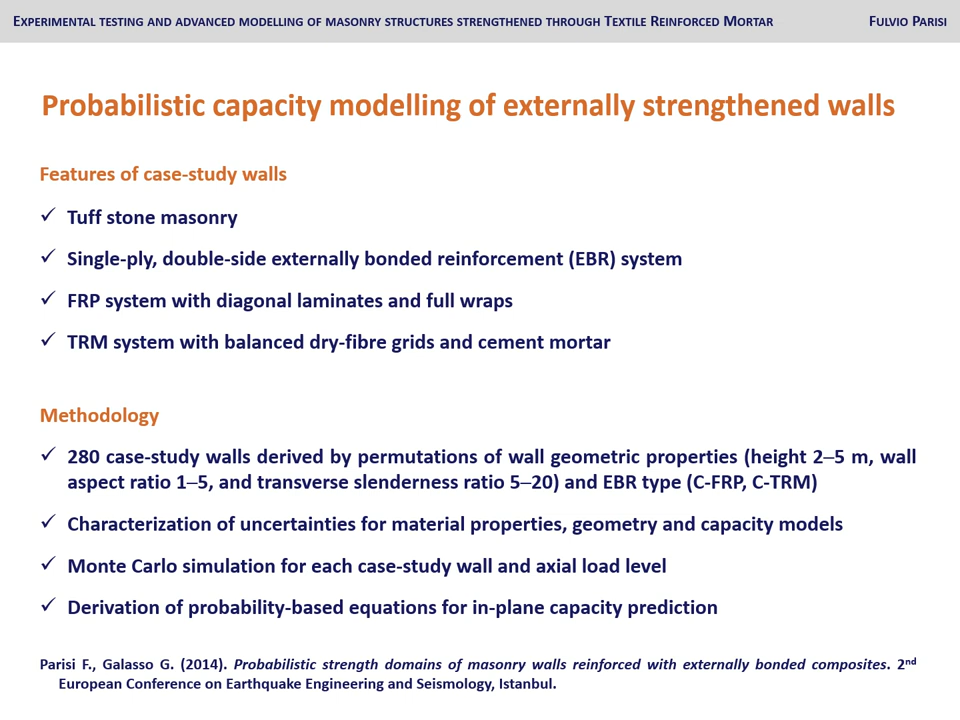 EXPERIMENTAL TESTING AND ADVANCED MODELLING OF MASONRY STRUCTURES STRENGTHENED THROUGH TEXTILE REINFORCED MORTAR FULVIO PARISI
Probabilistic capacity modelling of externally strengthened walls
Features of case-study walls
✓ Tuff stone masonry
✓ Single-ply, double-side externally bonded reinforcement (EBR) system
✓ FRP system with diagonal laminates and full wraps
✓ TRM system with balanced dry-fibre grids and cement mortar
Methodology
✓ 280 case-study walls derived by permutations of wall geometric properties (height 2–5 m, wall
aspect ratio 1–5, and transverse slenderness ratio 5–20) and EBR type (C-FRP, C-TRM)
✓ Characterization of uncertainties for material properties, geometry and capacity models
✓ Monte Carlo simulation for each case-study wall and axial load level
✓ Derivation of probability-based equations for in-plane capacity prediction
Parisi F., Galasso G. (2014). Probabilistic strength domains of masonry walls reinforced with externally bonded composites. 2nd
European Conference on Earthquake Engineering and Seismology, Istanbul.